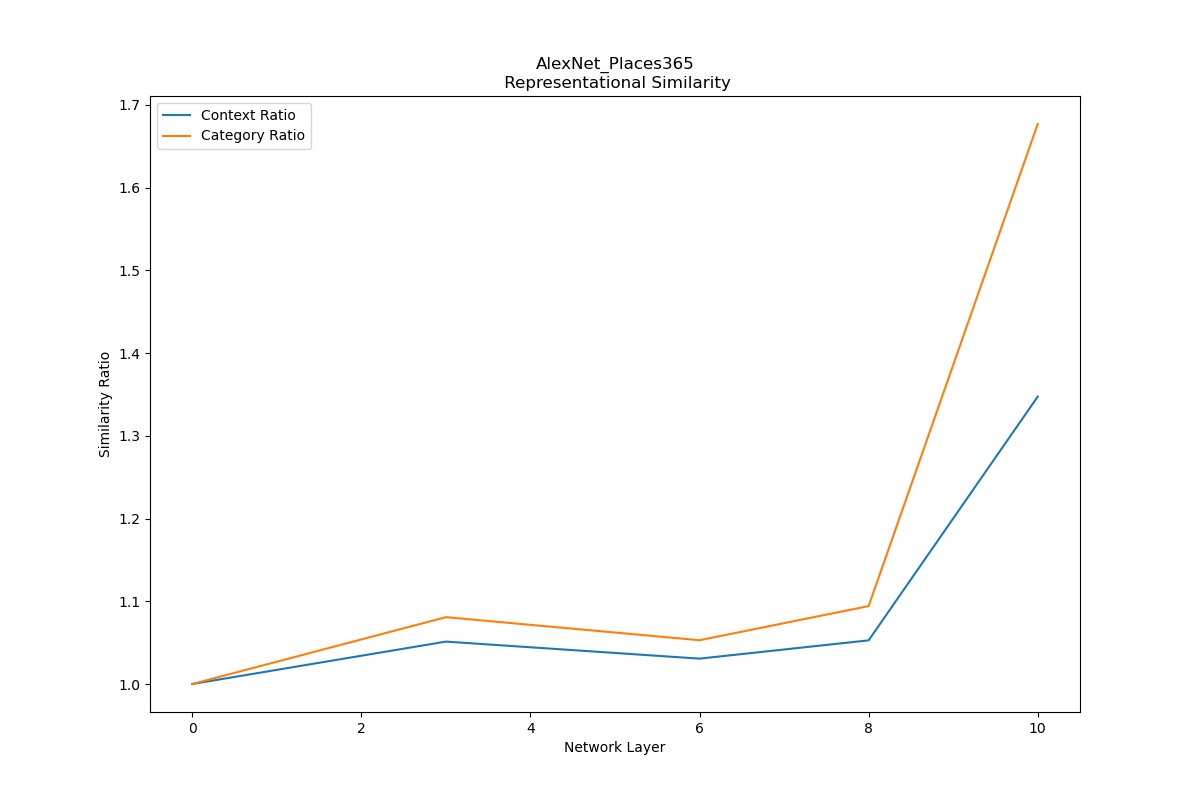 AlexNet_Places365
Representational Similarity
Context Ratio
Category Ratio
1.7
1.6
1.5
1.4
1.3
1.2
1.1
1.0
Similarity Ratio
0 2 4 6 8 10
Network Layer